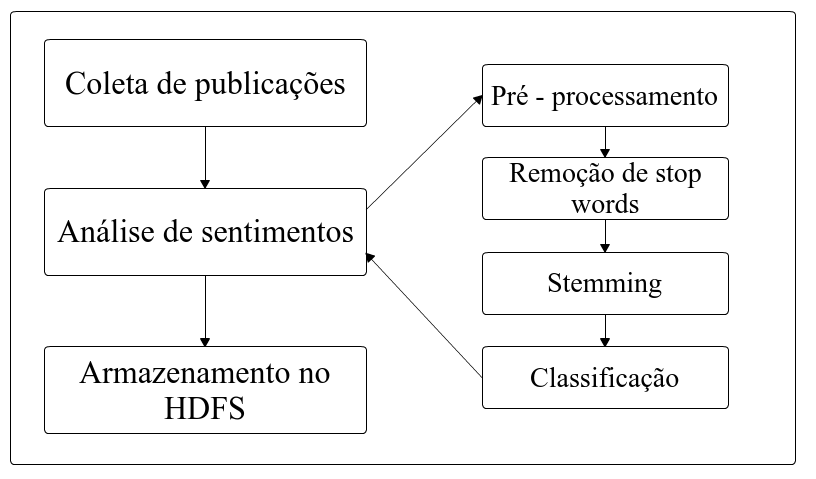 Coleta de publicações
Análise de sentimentos
Armazenamento no
HDFS
Pré - processamento
Remoção de stop
words
Stemming
Classificação